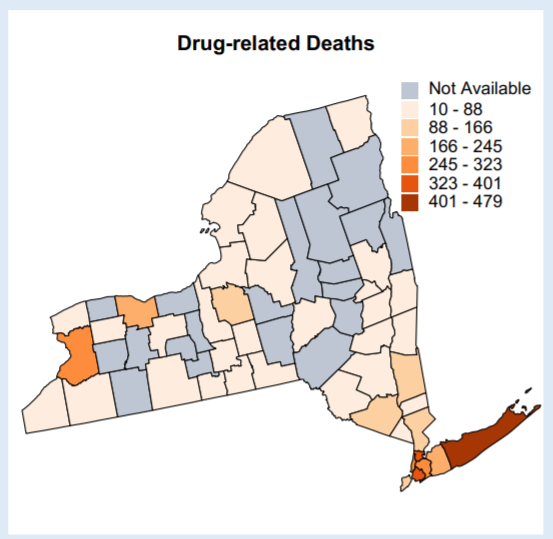 Drug-related Deaths
Not Available
10 - 88
88 - 166
166 - 245
245 - 323
323 - 401
401 - 479